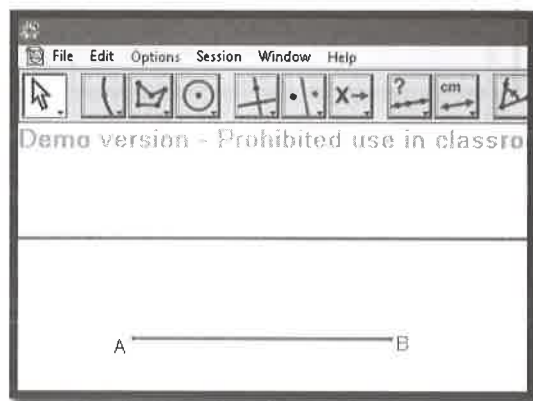 File Edit Options Session Window Help
? cm
Demo version - Prohibited use in classro
A B